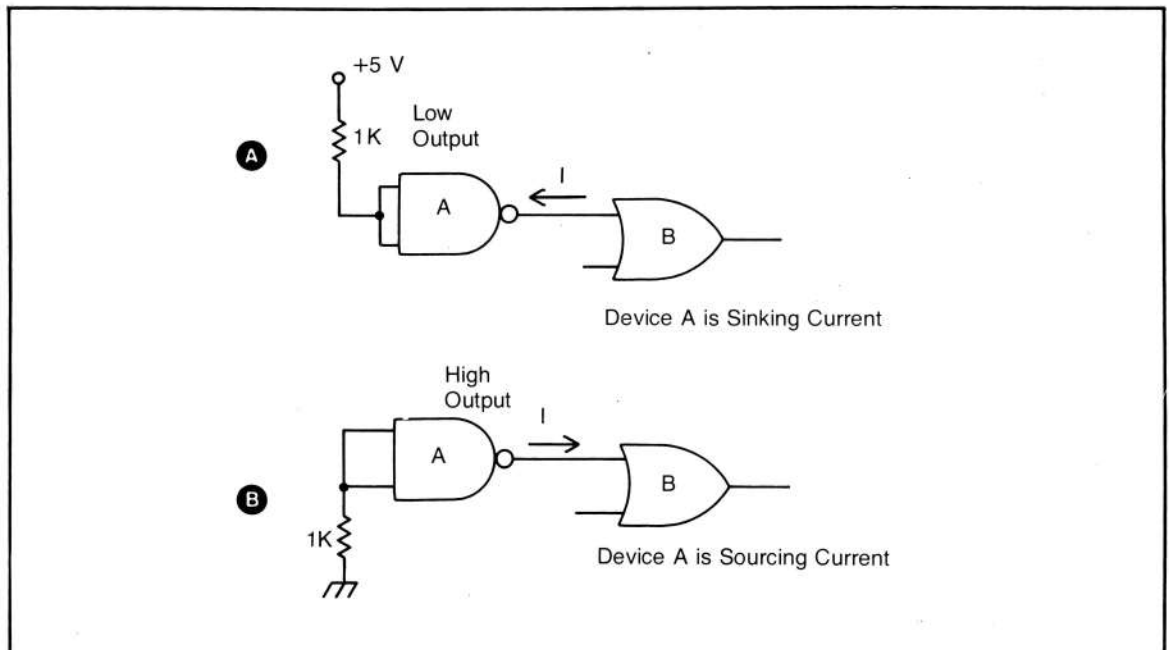 +5 V
1K
Low
Output
A
A
I
B
Device A is Sinking Current
High
Output
I
A
B
B
1K
Device A is Sourcing Current